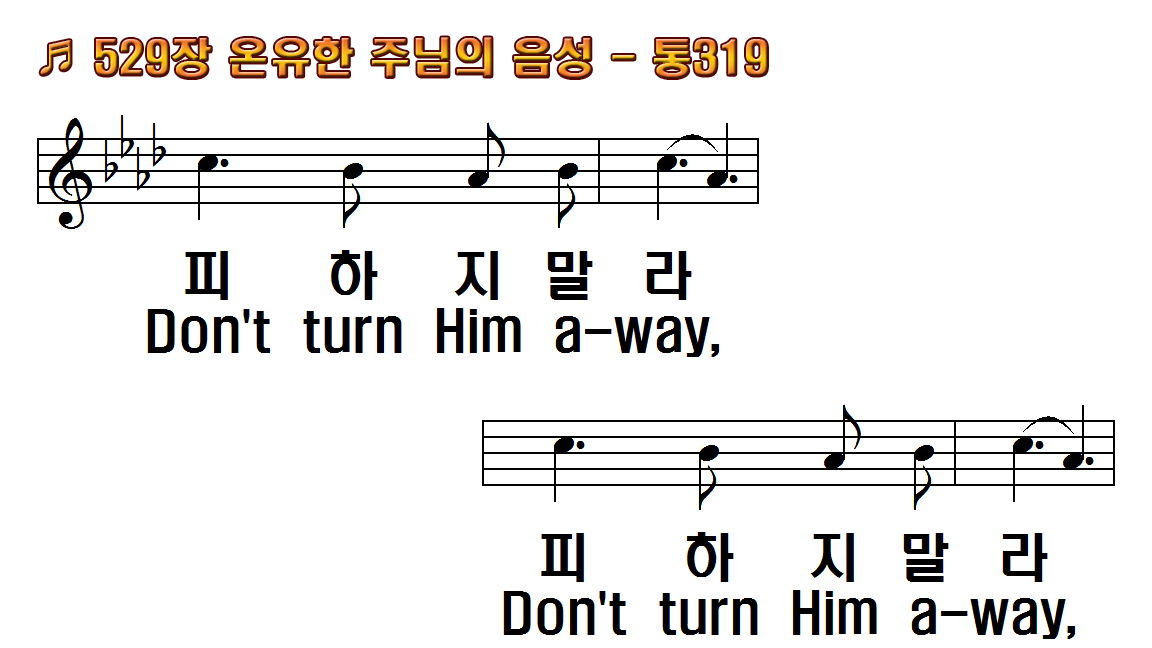 ♬ 529장 온유한 주님의 음성 - 통319
피 하 지 말 라
Don't turn Him a-way,
피 하 지 말 라
Don't turn Him a-way,